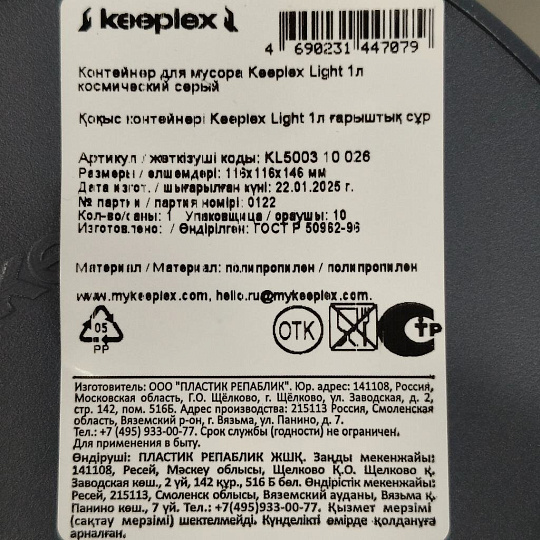 keeplex
4 690231 447079
Контейнер для мусора Keeplex Light 1л
космический серый
Қоқыс контейнері Keeplex Light 1л ғарыштық сұр
Артикул / жеткізуші коды: KL5003 10 026
Размеры / өлшемдері: 116x116x146 мм
Дата изгот. / шығарылған күні: 22.01.2025 г.
№ партии / партия номірі: 0122
Кол-во/саны: 1 Упаковщица / ораушы: 10
Изготовлено: / Өндірілген: ГОСТ Р 50962-96
Материал / Материал: полипропилен / полипропилен
www.mykeeplex.com, hello.ru@mykeeplex.com.
05
PP
ОТК
Изготовитель: ООО "ПЛАСТИК РЕПАБЛИК". Юр. адрес: 141108, Россия,
Московская область, Г.О. Щёлково, г. Щёлково, ул. Заводская, д. 2,
стр. 142, пом. 516Б. Адрес производства: 215113 Россия, Смоленская
область, Вяземский р-он, г. Вязьма, ул. Панино, д. 7.
Тел.: +7 (495) 933-00-77. Срок службы (годности) не ограничен.
Для применения в быту.
Өндіруші: ПЛАСТИК РЕПАБЛИК ЖШҚ. Заңды мекенжайы:
141108, Ресей, Мәскеу облысы, Щелково Қ.О. Щелково қ.
Заводская көш., 2 үй, 142 құр., 516 Б бөл. Өндірістік мекенжайы:
Ресей, 215113, Смоленск облысы, Вяземский ауданы, Вязьма қ.
Панино көш., 7 үй. Тел.:+7(495)933-00-77. Қызмет мерзімі
(сақтау мерзімі) шектелмейді. Күнделікті өмірде қолдануға
арналған.